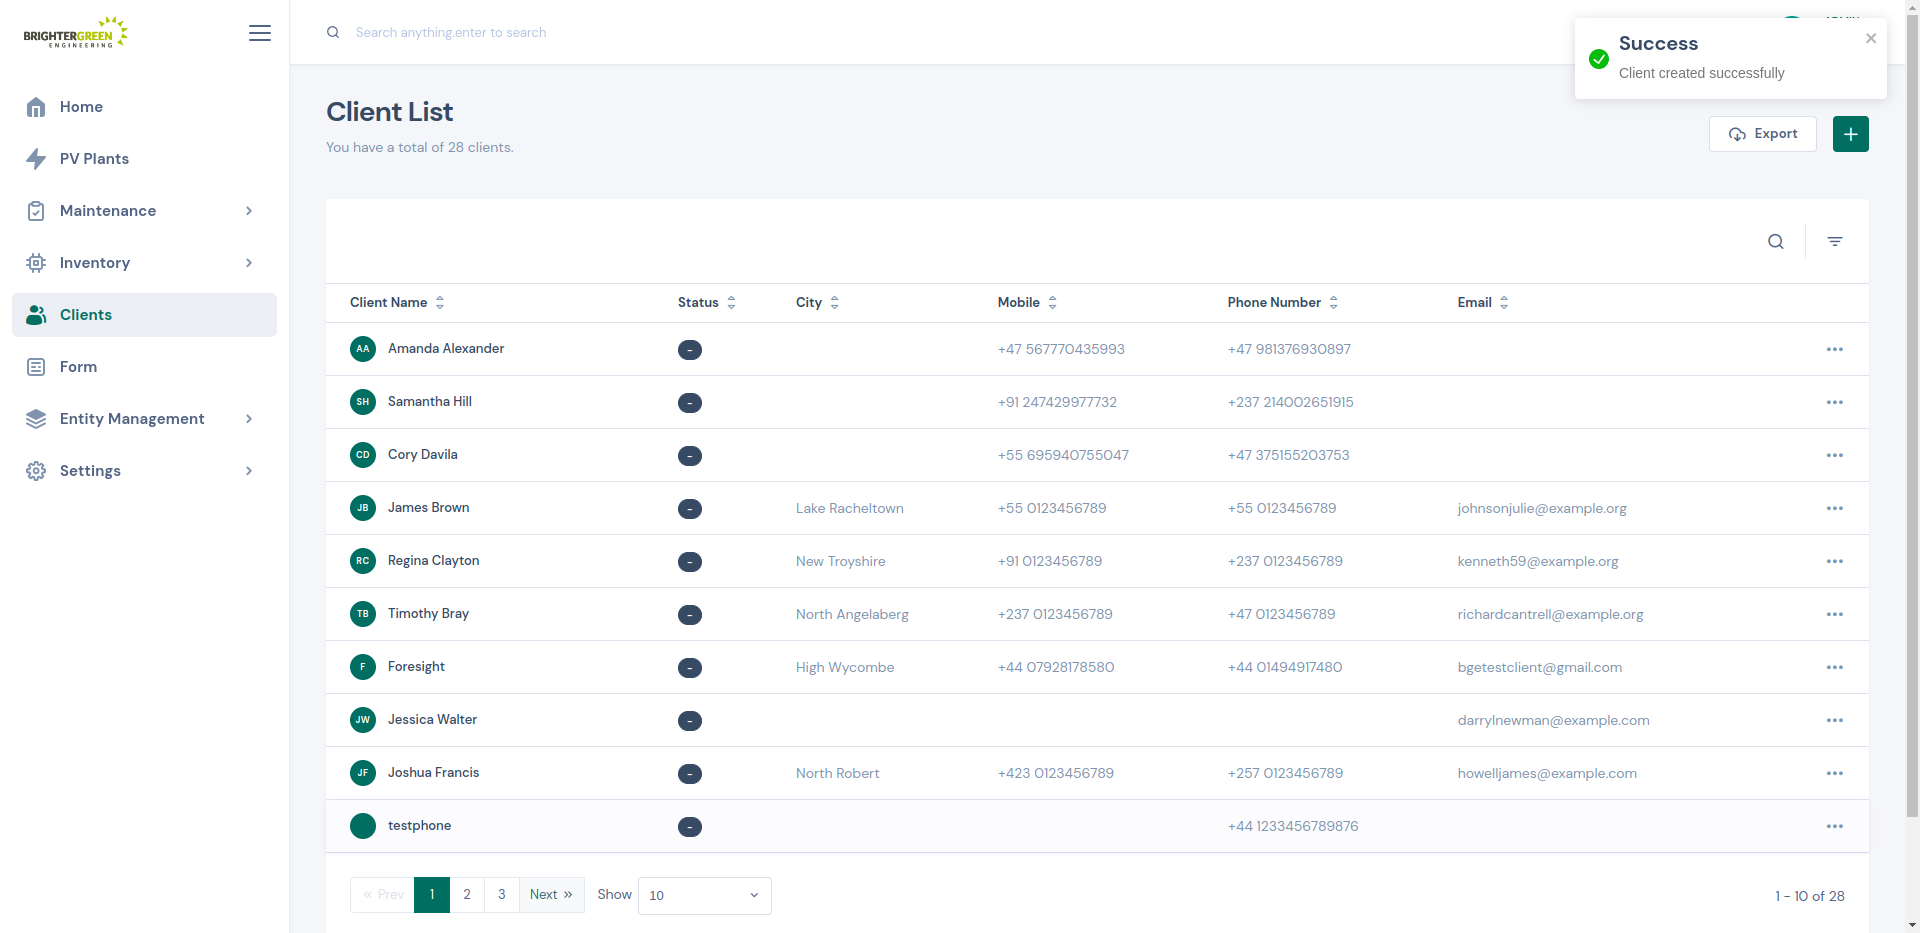 BRIGHTERGREEN
ENGINEERING
Search anything.enter to search
Success
Client created successfully
Home
PV Plants
Maintenance
Inventory
Clients
Form
Entity Management
Settings
Client List
You have a total of 28 clients.
Export
Client Name Status City Mobile Phone Number Email
AA Amanda Alexander - +47 567770435993 +47 981376930897
SH Samantha Hill - +91 247429977732 +237 214002651915
CD Cory Davila - +55 695940755047 +47 375155203753
JB James Brown - Lake Racheltown +55 0123456789 +55 0123456789 johnsonjulie@example.org
RC Regina Clayton - New Troyshire +91 0123456789 +237 0123456789 kenneth59@example.org
TB Timothy Bray - North Angelaberg +237 0123456789 +47 0123456789 richardcantrell@example.org
F Foresight - High Wycombe +44 07928178580 +44 01494917480 bgetestclient@gmail.com
JW Jessica Walter - darrylnewman@example.com
JF Joshua Francis - North Robert +423 0123456789 +257 0123456789 howelljames@example.com
testphone - +44 1233456789876
« Prev 1 2 3 Next » Show 10 1 - 10 of 28